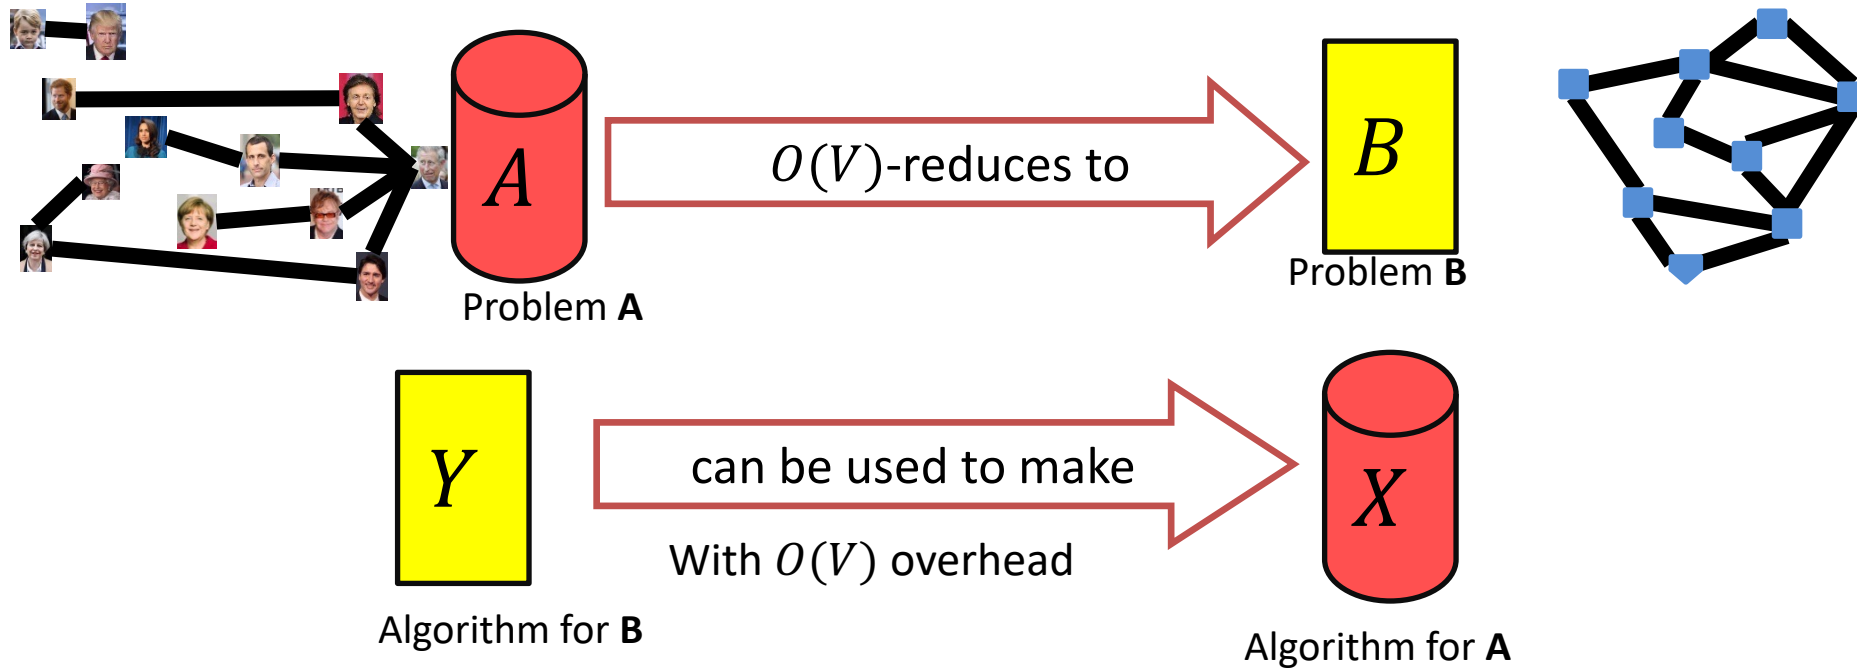 A
O(V)-reduces to
B
Problem A
Problem B
Y
can be used to make
X
With O(V) overhead
Algorithm for B
Algorithm for A